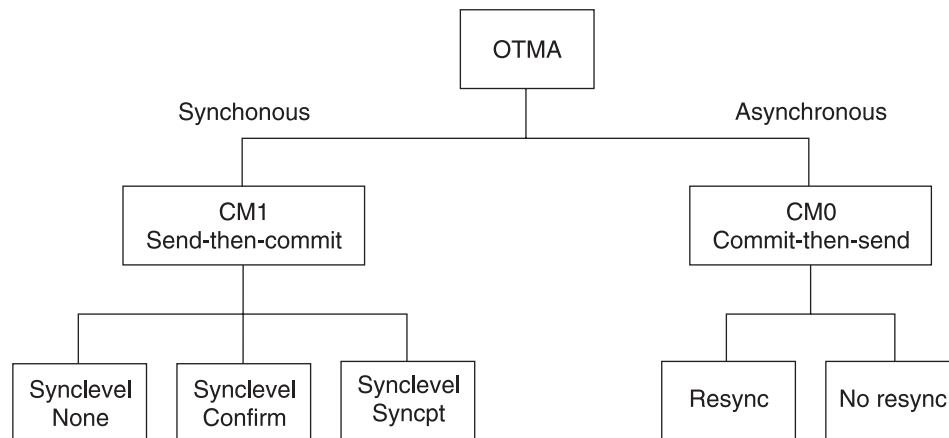 OTMA
Synchonous
Asynchronous
CM1
Send-then-commit
CM0
Commit-then-send
Synclevel
None
Synclevel
Confirm
Synclevel
Syncpt
Resync
No resync